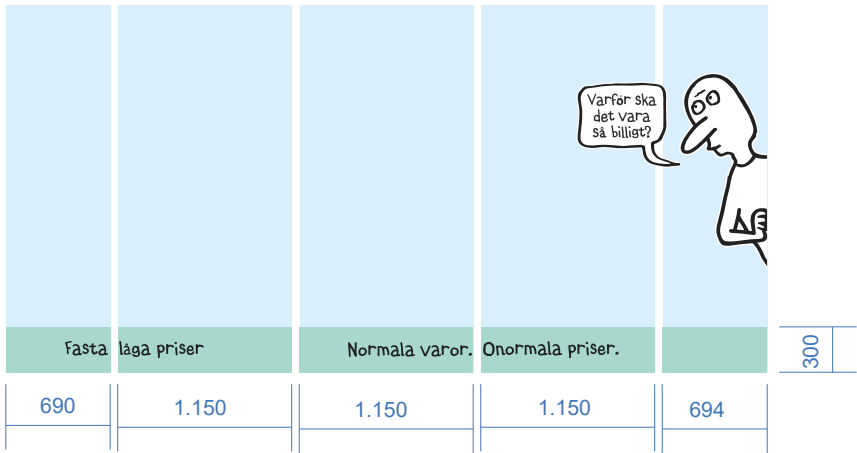 Varför ska
det vara
så billigt?
Fasta låga priser
Normala varor. Onormala priser.
300
690
1.150
1.150
1.150
694